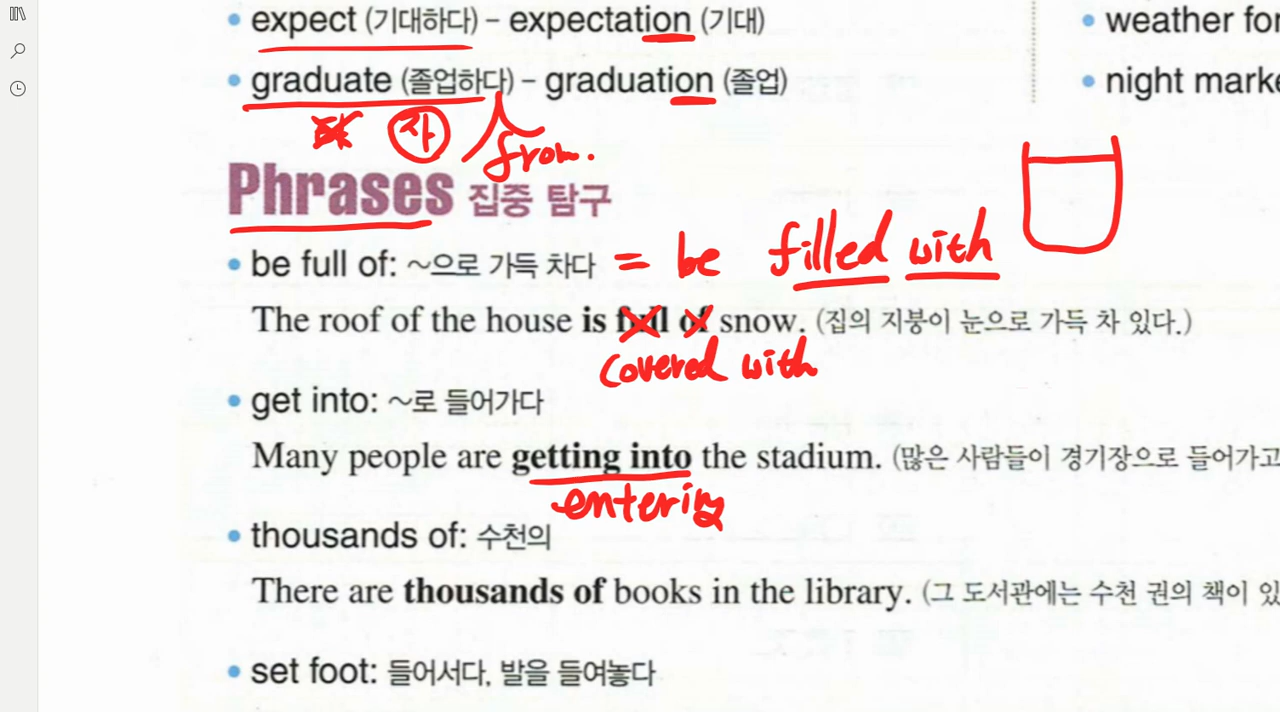 expect (기대하다) – expectation (기대)
weather for
graduate (졸업하다) – graduation (졸업)
night marke
자
from.
Phrases 집중 탐구
be full of: ~으로 가득 차다 = be filled with
The roof of the house is full of snow. (집의 지붕이 눈으로 가득 차 있다.)
covered with
get into: ~로 들어가다
Many people are getting into the stadium. (많은 사람들이 경기장으로 들어가고
entering
thousands of: 수천의
There are thousands of books in the library. (그 도서관에는 수천 권의 책이 있
set foot: 들어서다, 발을 들여놓다